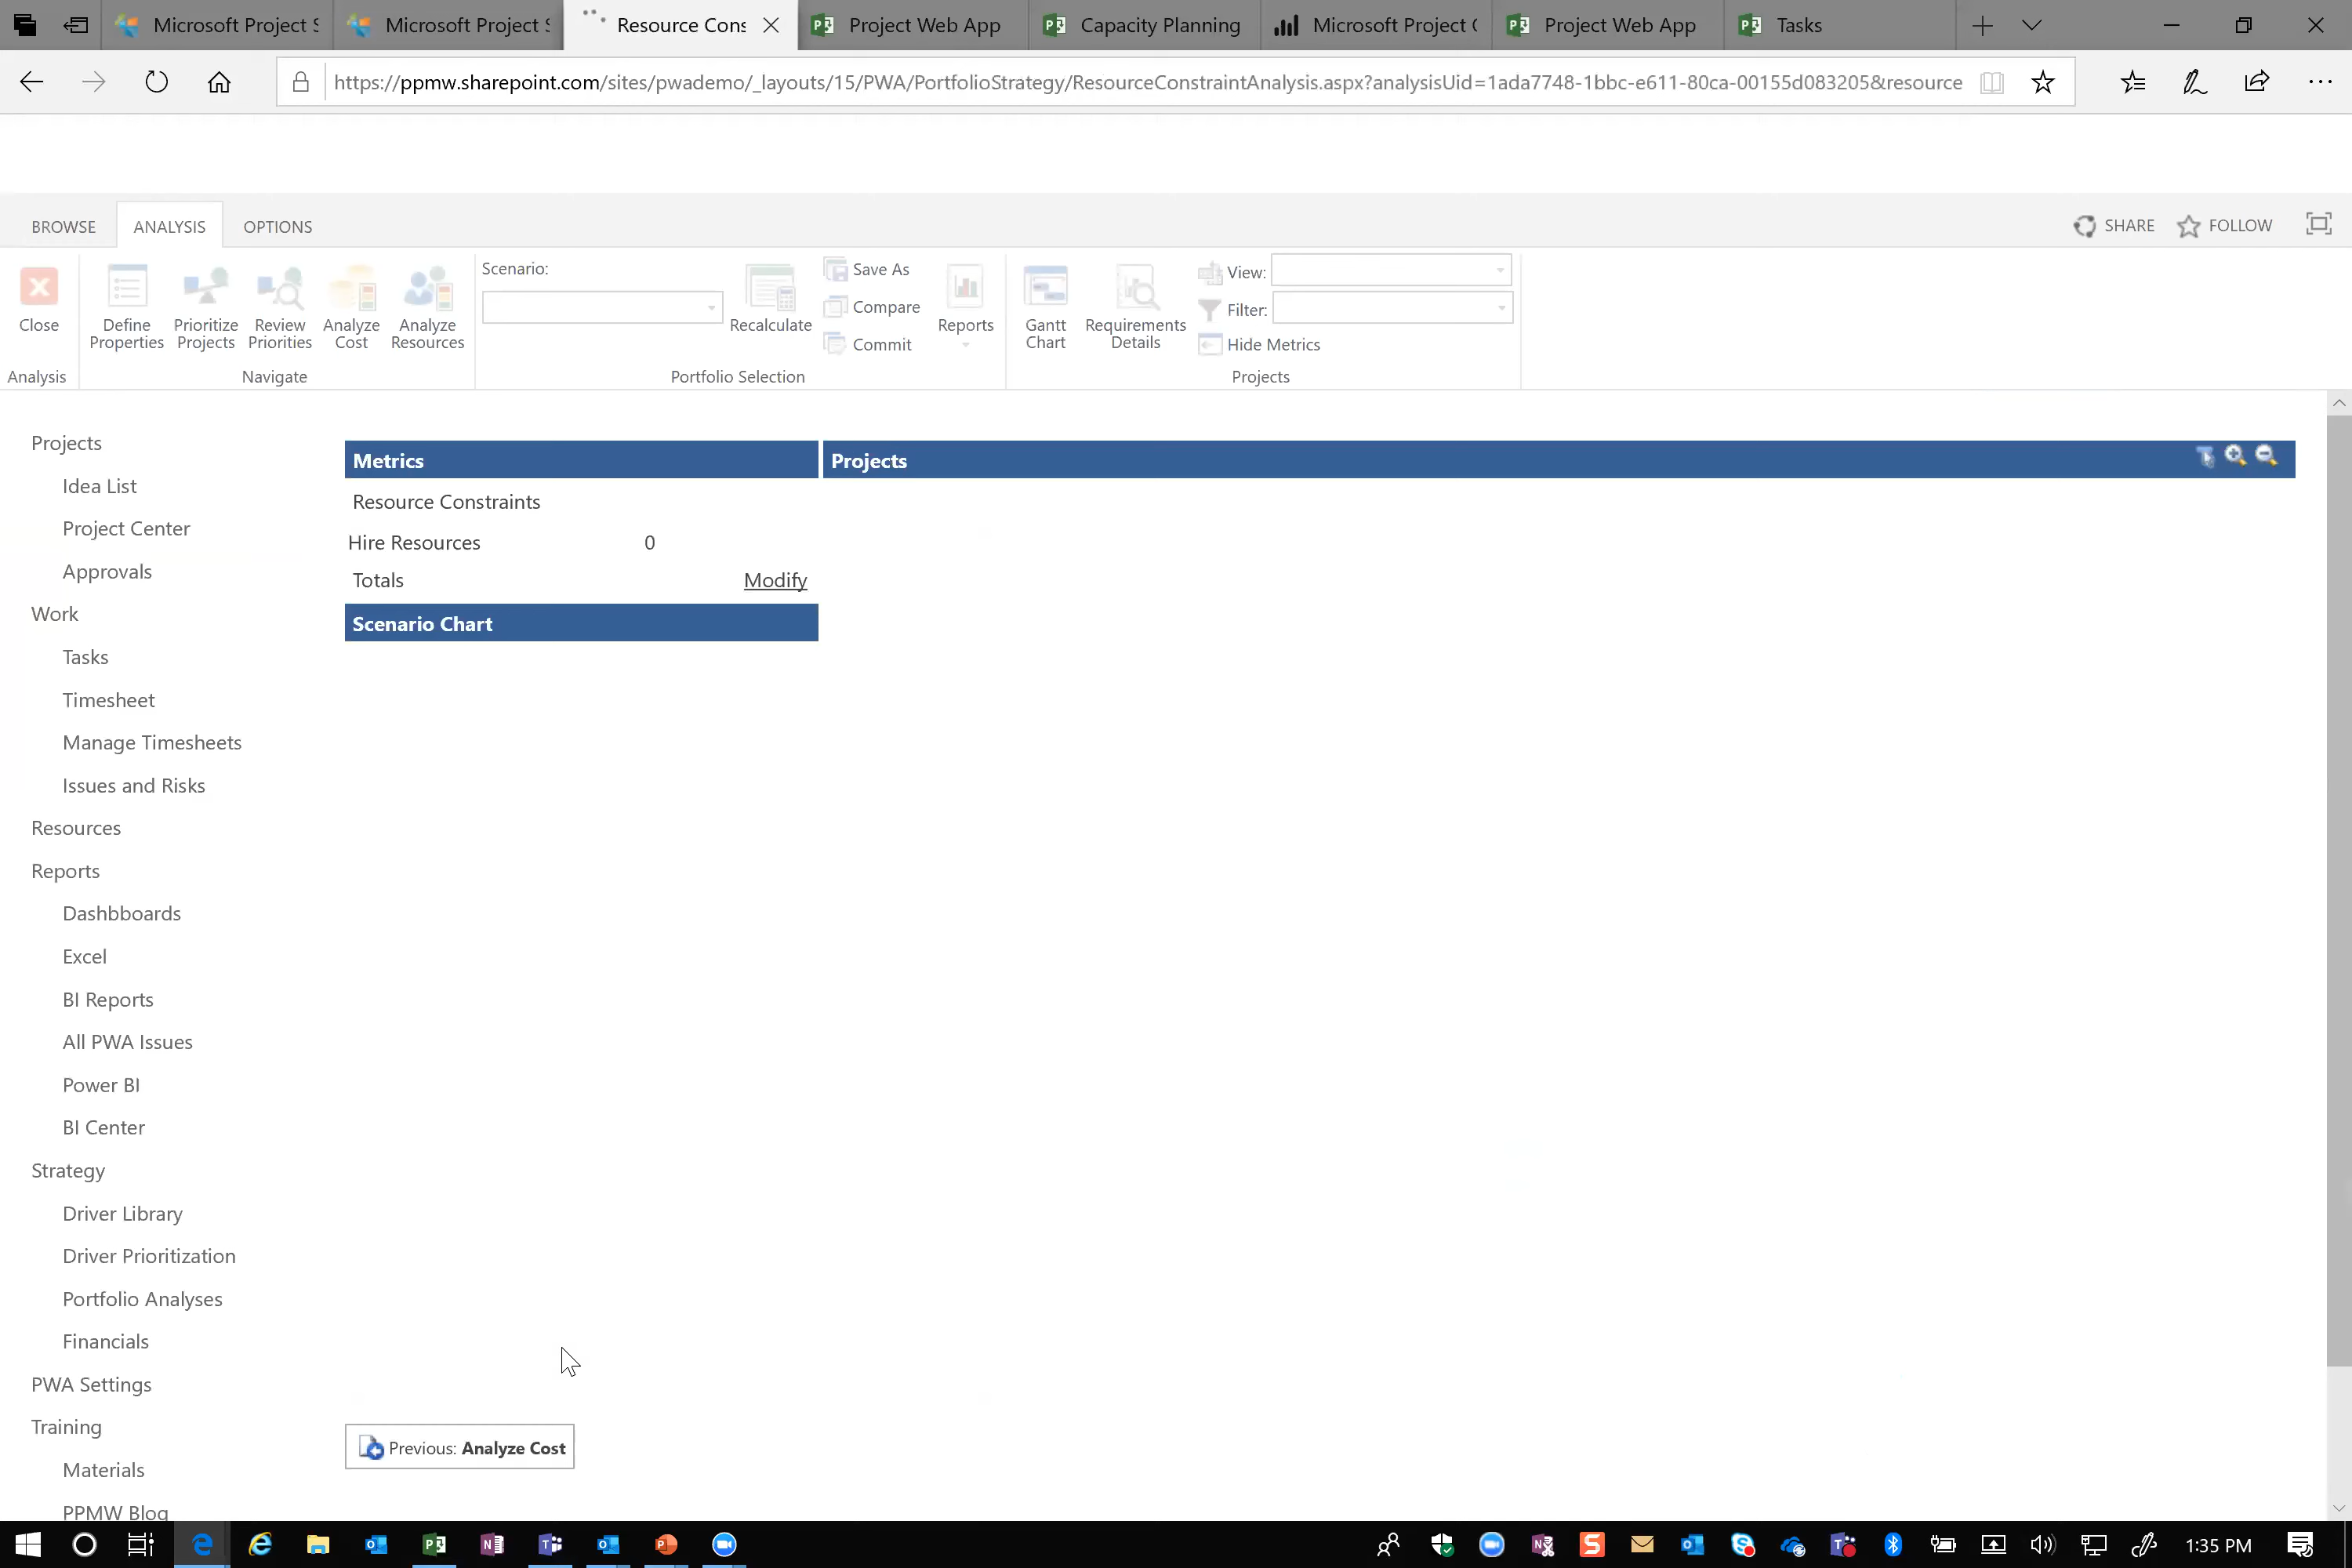 Microsoft Project S
Microsoft Project S
Resource Cons
Project Web App
Capacity Planning
Microsoft Project
Project Web App
Tasks
https://ppmw.sharepoint.com/sites/pwademo/_layouts/15/PWA/PortfolioStrategy/ResourceConstraintAnalysis.aspx?analysisUid=1ada7748-1bbc-e611-80ca-00155d083205&resource
BROWSE
ANALYSIS
OPTIONS
SHARE
FOLLOW
Close
Analysis
Define
Properties
Prioritize
Projects
Review
Priorities
Analyze
Cost
Analyze
Resources
Navigate
Scenario:
Recalculate
Save As
Compare
Commit
Reports
Portfolio Selection
Gantt
Chart
Requirements
Details
View:
Filter:
Hide Metrics
Projects
Projects
Idea List
Project Center
Approvals
Work
Tasks
Timesheet
Manage Timesheets
Issues and Risks
Resources
Reports
Dashbboards
Excel
BI Reports
All PWA Issues
Power BI
BI Center
Strategy
Driver Library
Driver Prioritization
Portfolio Analyses
Financials
PWA Settings
Training
Materials
PPMW Blog
Metrics
Resource Constraints
Hire Resources 0
Totals Modify
Scenario Chart
Projects
Previous: Analyze Cost
1:35 PM